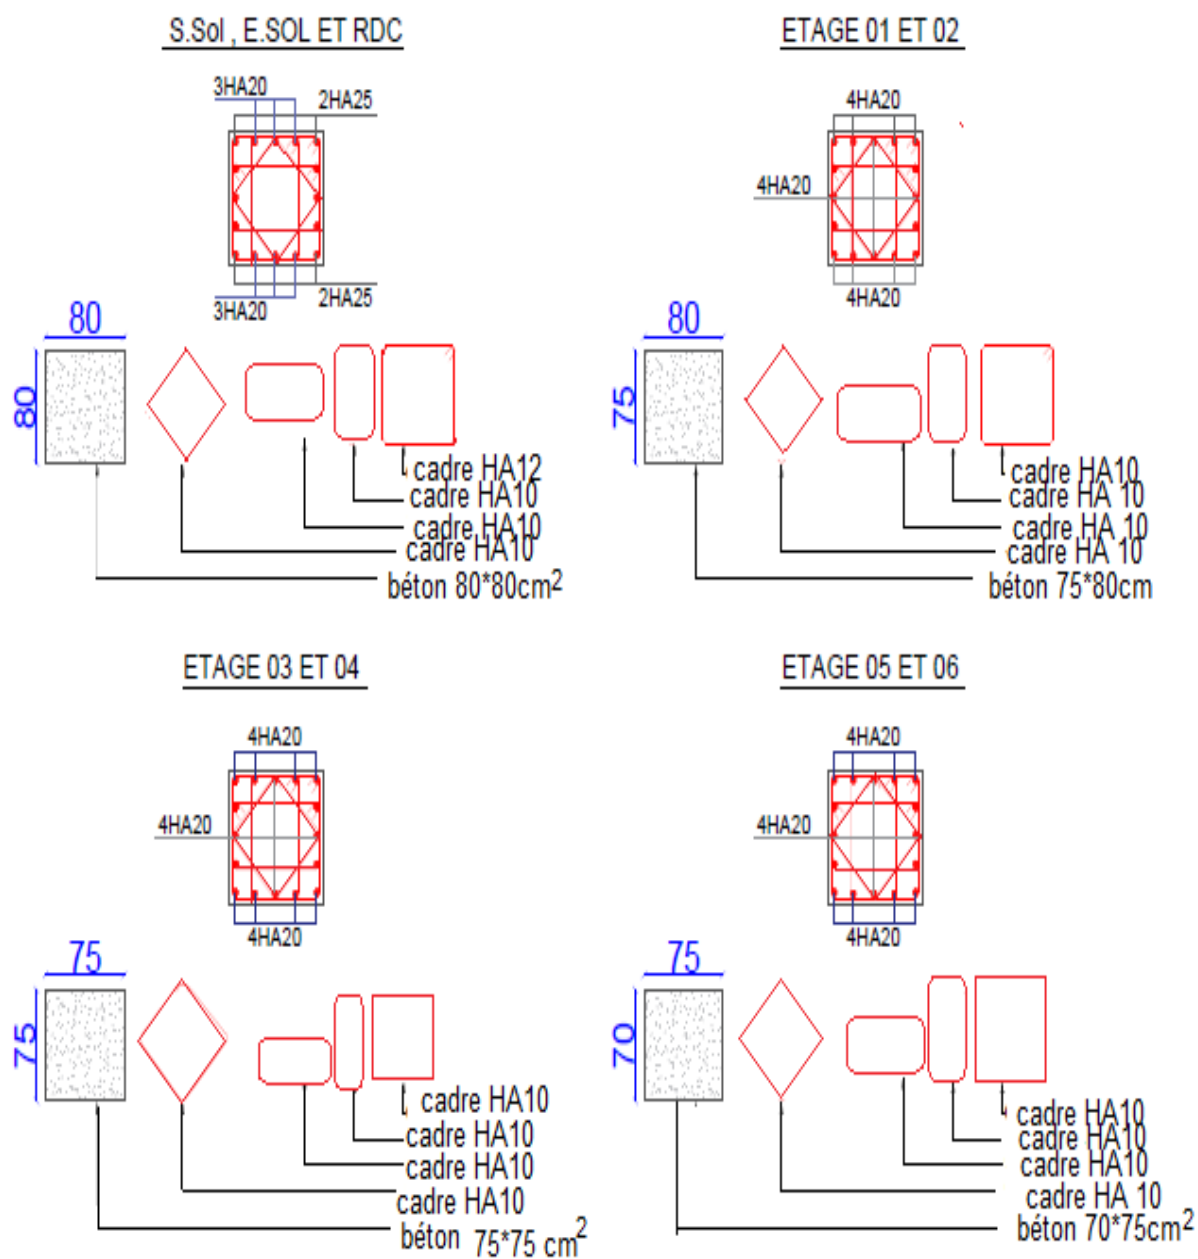 S.Sol , E.SOL ET RDC
3HA20
2HA25
3HA20
2HA25
80
80
cadre HA12
cadre HA10
cadre HA10
cadre HA10
béton 80*80cm²
ETAGE 01 ET 02
4HA20
4HA20
4HA20
80
75
cadre HA10
cadre HA 10
cadre HA 10
cadre HA 10
béton 75*80cm
ETAGE 03 ET 04
4HA20
4HA20
4HA20
75
75
cadre HA10
cadre HA10
cadre HA10
cadre HA10
béton 75*75 cm²
ETAGE 05 ET 06
4HA20
4HA20
4HA20
75
70
cadre HA10
cadre HA10
cadre HA10
cadre HA 10
béton 70*75cm²